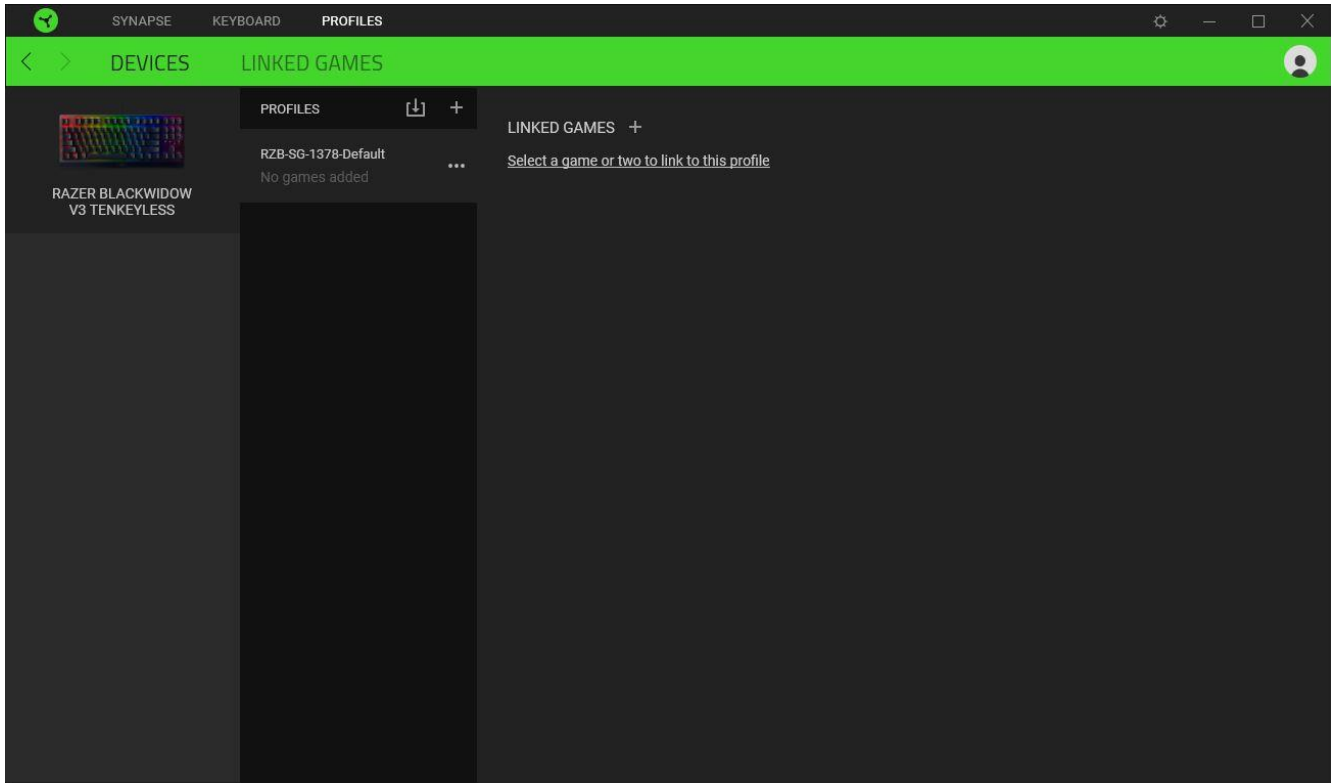 SYNAPSE KEYBOARD PROFILES
DEVICES LINKED GAMES
RAZER BLACKWIDOW
V3 TENKEYLESS
PROFILES
RZB-SG-1378-Default
No games added
LINKED GAMES
Select a game or two to link to this profile